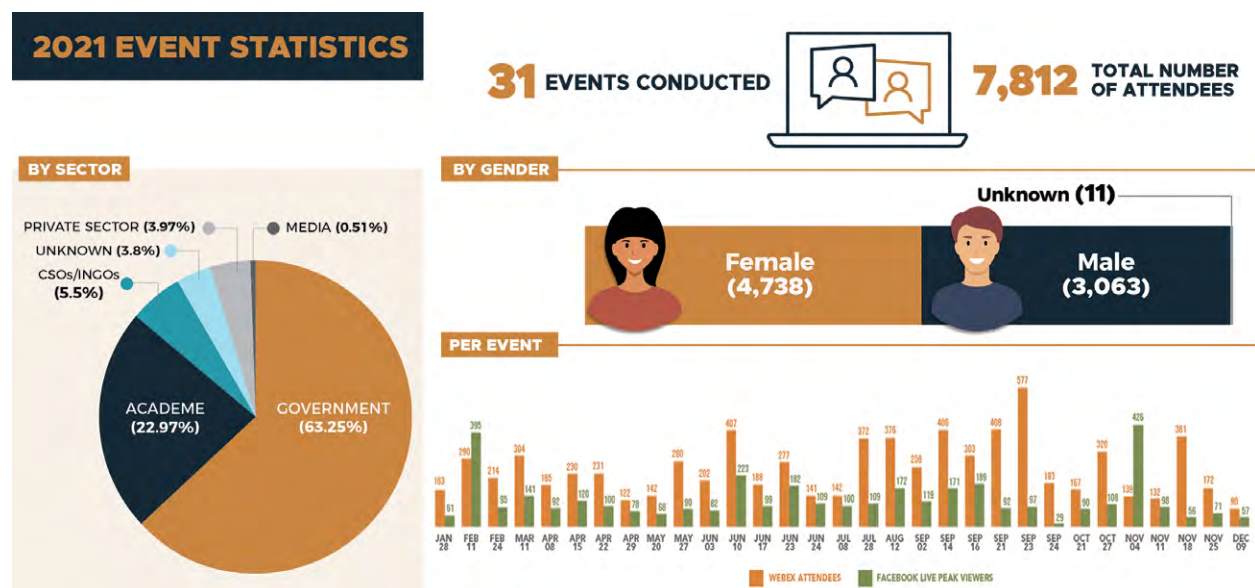 2021 EVENT STATISTICS
31 EVENTS CONDUCTED
7,812 TOTAL NUMBER
OF ATTENDEES
BY SECTOR
PRIVATE SECTOR (3.97%)
MEDIA (0.51%)
UNKNOWN (3.8%)
CSOs/INGOs
(5.5%)
ACADEME
(22.97%)
GOVERNMENT
(63.25%)
BY GENDER
Unknown (11)
Female
(4,738)
Male
(3,063)
PER EVENT
163 61
290 395
214 95
304 141
92
230 120
231 100
122 78
142 68
280 90
202 82
407 223
188 99
277 182
141 109
142 100
372 109
376 172
258 119
171
303 189
92
577 97
29
167 90
320 108
139 426
132 98
381 56
172 71
90 57
JAN FEB FEB MAR APR APR APR APR MAY MAY JUN JUN JUN JUN JUN JUL JUL AUG SEP SEP SEP SEP SEP SEP OCT OCT NOV NOV NOV NOV DEC
28 11 24 11 08 15 22 29 20 27 03 10 17 23 24 08 28 12 02 14 16 21 23 24 21 27 04 11 18 25 09
WEBEX ATTENDEES
FACEBOOK LIVE PEAK VIEWERS